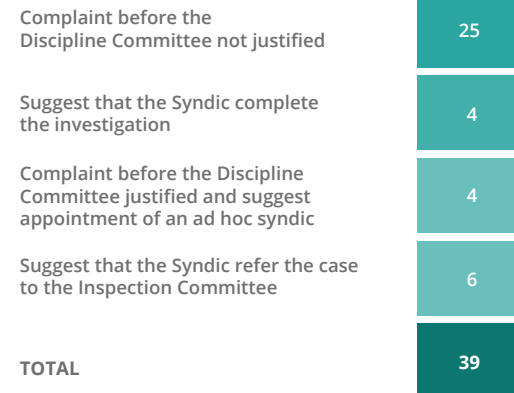 Complaint before the
Discipline Committee not justified
25
Suggest that the Syndic complete
the investigation
4
Complaint before the Discipline
Committee justified and suggest
appointment of an ad hoc syndic
4
Suggest that the Syndic refer the case
to the Inspection Committee
6
TOTAL
39